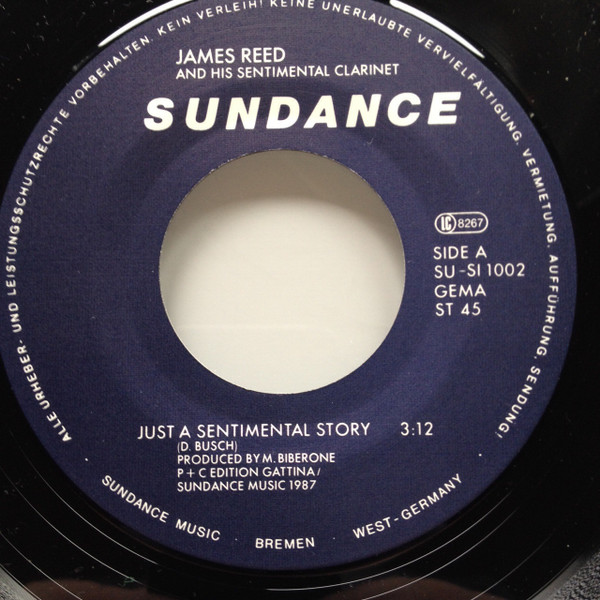 ALLE URHEBER- UND LEISTUNGSSCHUTZRECHTE VORBEHALTEN. KEIN VERLEIH! KEINE UNERLAUBTE VERVIELFÄLTIGUNG, VERMIETUNG, AUFFÜHRUNG, SENDUNG!
JAMES REED
AND HIS SENTIMENTAL CLARINET
SUNDANCE
LC 8267
SIDE A
SU-SI 1002
GEMA
ST 45
JUST A SENTIMENTAL STORY 3:12
(D. BUSCH)
PRODUCED BY M. BIBERONE
P + C EDITION GATTINA/
SUNDANCE MUSIC 1987
SUNDANCE MUSIC BREMEN WEST-GERMANY